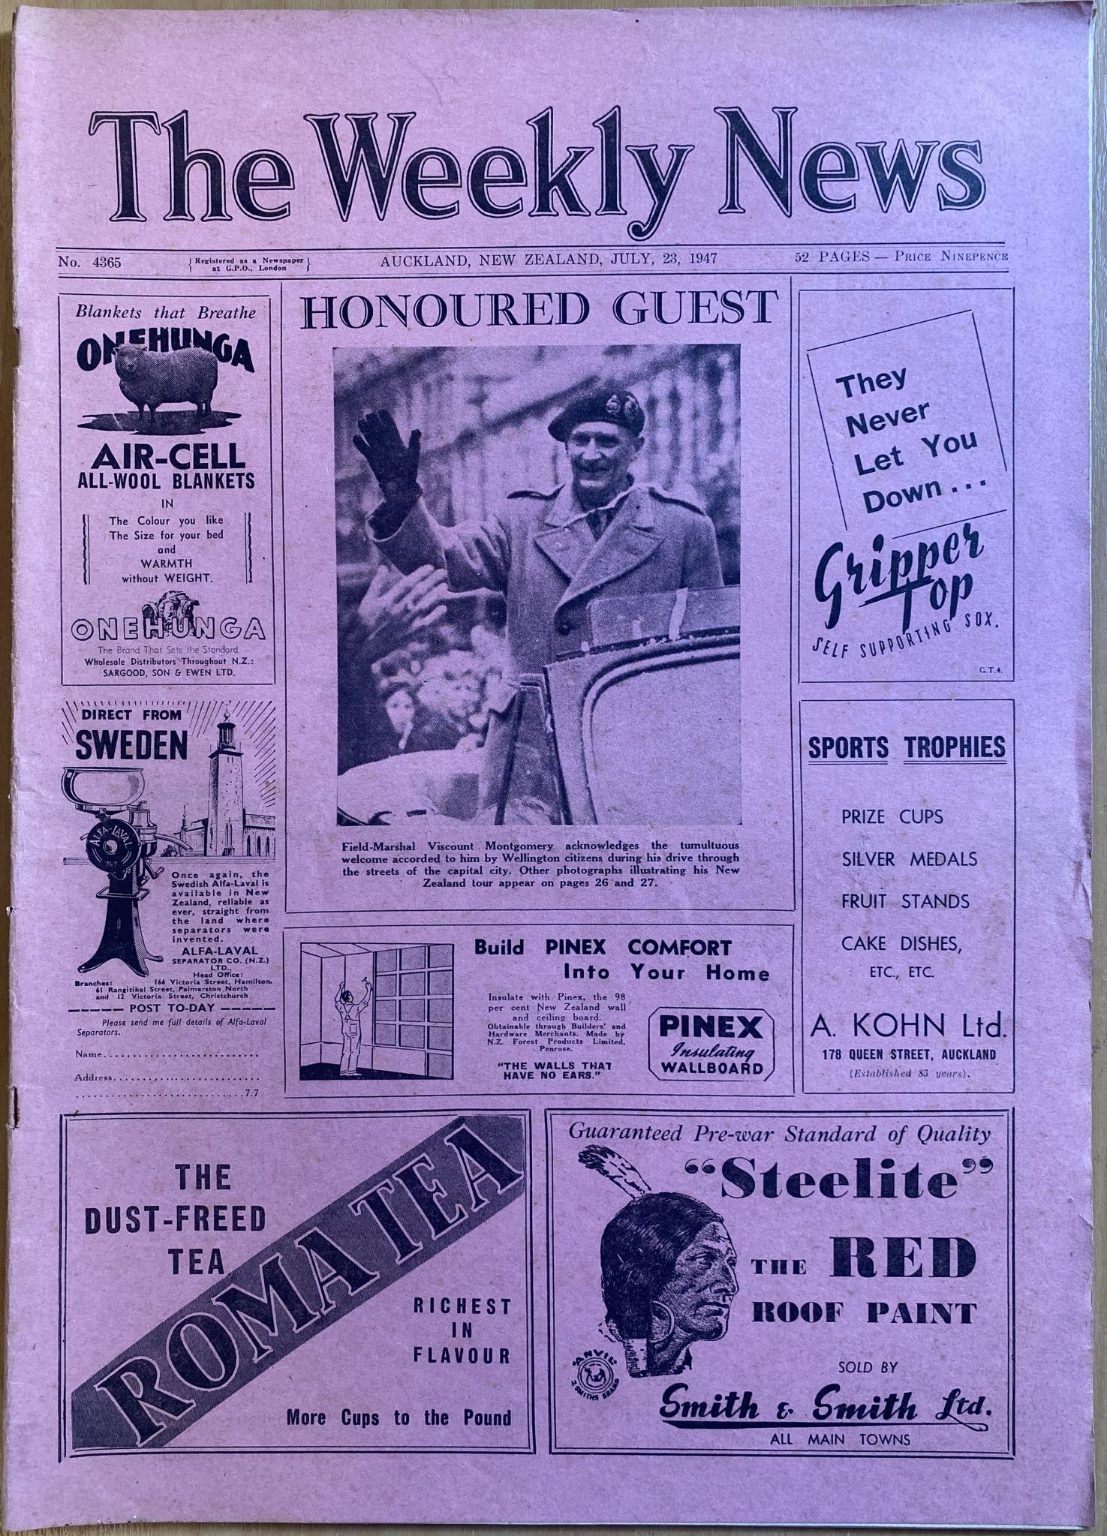 The Weekly News
No. 4365
Registered as a Newspaper
at G.P.O., London
AUCKLAND, NEW ZEALAND, JULY, 23, 1947
52 PAGES — PRICE NINEPENCE
Blankets that Breathe
ONEHUNGA
AIR-CELL
ALL-WOOL BLANKETS
IN
The Colour you like
The Size for your bed
and
WARMTH
without WEIGHT.
ONEHUNGA
The Brand That Sets the Standard.
Wholesale Distributors Throughout N.Z.:
SARGOOD, SON & EWEN LTD.
DIRECT FROM
SWEDEN
ALFA-LAVAL
Once again, the
Swedish Alfa-Laval is
available in New
Zealand, reliable as
ever, straight from
the land where
separators were
invented.
ALFA-LAVAL
SEPARATOR CO. (N.Z.)
LTD.,
Head Office:
Branches: 166 Victoria Street, Hamilton.
61 Rangitikei Street, Palmerston North
and 12 Victoria Street, Christchurch
POST TO-DAY
Please send me full details of Alfa-Laval
Separators.
Name
Address
7.7
HONOURED GUEST
Field-Marshal Viscount Montgomery acknowledges the tumultuous
welcome accorded to him by Wellington citizens during his drive through
the streets of the capital city. Other photographs illustrating his New
Zealand tour appear on pages 26 and 27.
Build PINEX COMFORT
Into Your Home
Insulate with Pinex, the 98
per cent New Zealand wall
and ceiling board.
Obtainable through Builders' and
Hardware Merchants. Made by
N.Z. Forest Products Limited,
Penrose.
"THE WALLS THAT
HAVE NO EARS."
PINEX
Insulating
WALLBOARD
They
Never
Let You
Down...
Gripper
Top
SELF SUPPORTING SOX.
G.T.4.
SPORTS TROPHIES
PRIZE CUPS
SILVER MEDALS
FRUIT STANDS
CAKE DISHES,
ETC., ETC.
A. KOHN Ltd.
178 QUEEN STREET, AUCKLAND
(Established 85 years).
THE
DUST-FREED
TEA
ROMA TEA
RICHEST
IN
FLAVOUR
More Cups to the Pound
Guaranteed Pre-war Standard of Quality
"Steelite"
THE RED
ROOF PAINT
"ANVIL"
2 SMITHS BRAND
SOLD BY
Smith & Smith Ltd.
ALL MAIN TOWNS